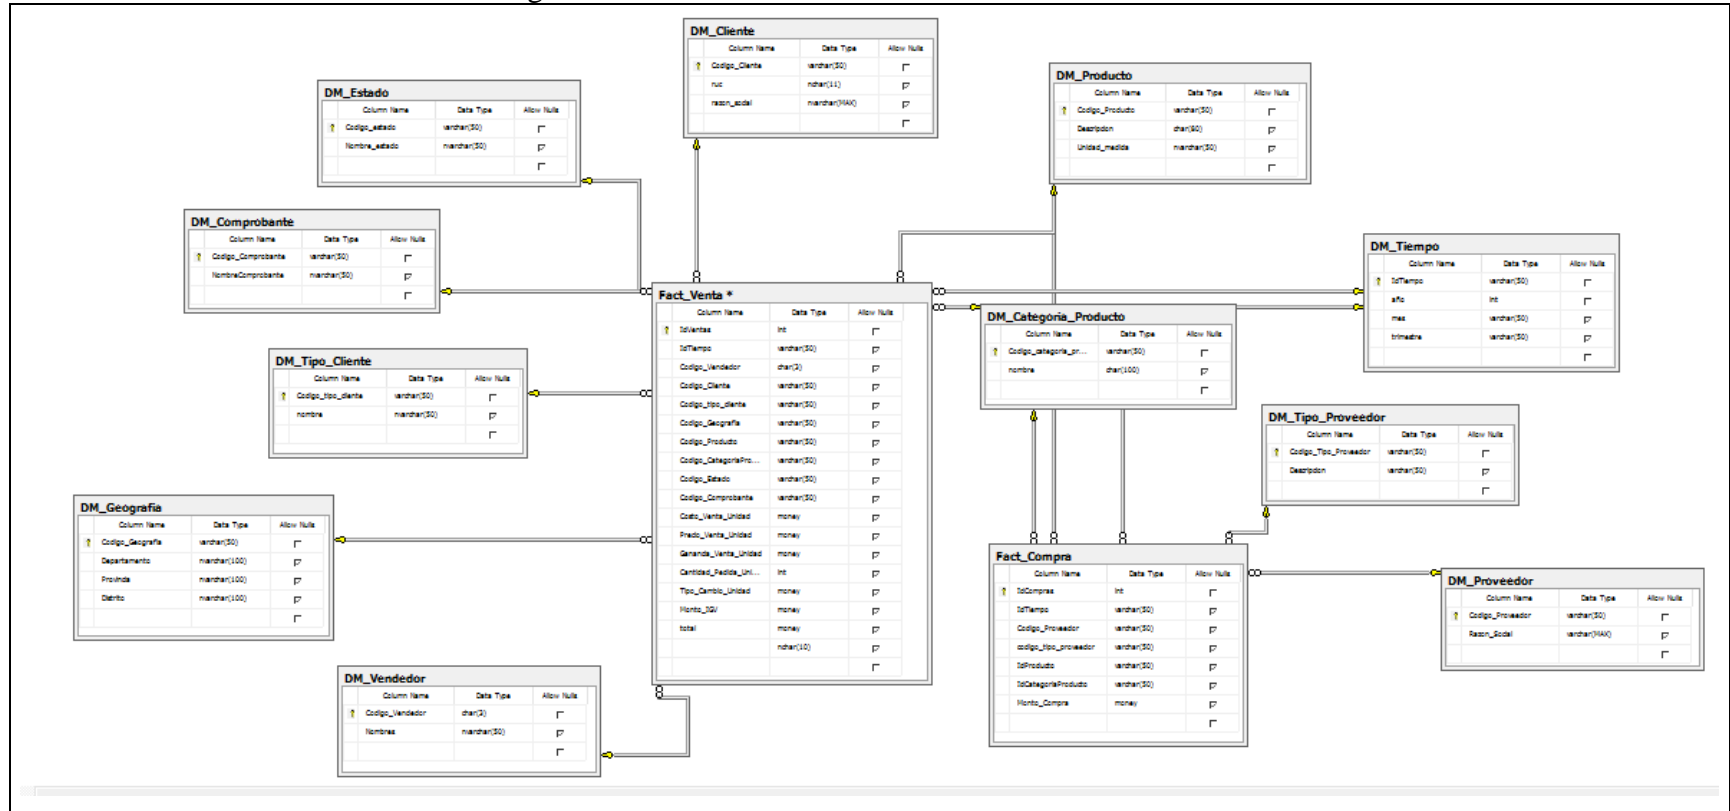 DM_Cliente
Column Name Data Type Allow Nulls
Codigo_Cliente varchar(50)
ruc nchar(11)
razon_social nvarchar(MAX)
DM_Producto
Column Name Data Type Allow Nulls
Codigo_Producto varchar(50)
Descripcion char(60)
Unidad_medida nvarchar(50)
DM_Estado
Column Name Data Type Allow Nulls
Codigo_estado varchar(50)
Nombre_estado nvarchar(50)
DM_Comprobante
Column Name Data Type Allow Nulls
Codigo_Comprobante varchar(50)
NombreComprobante nvarchar(50)
DM_Tiempo
Column Name Data Type Allow Nulls
IdTiempo varchar(50)
año int
mes varchar(50)
trimestre varchar(50)
Fact_Venta *
Column Name Data Type Allow Nulls
IdVentas int
IdTiempo varchar(50)
Codigo_Vendedor char(3)
Codigo_Cliente varchar(50)
Codigo_tipo_cliente varchar(50)
Codigo_Geografia varchar(50)
Codigo_Producto varchar(50)
Codigo_CategoriaPro... varchar(50)
Codigo_Estado varchar(50)
Codigo_Comprobante varchar(50)
Costo_Venta_Unidad money
Precio_Venta_Unidad money
Ganancia_Venta_Unidad money
Cantidad_Pedida_Uni... int
Tipo_Cambio_Unidad money
Monto_IGV money
total money
nchar(10)
DM_Categoria_Producto
Column Name Data Type Allow Nulls
Codigo_categoria_pr... varchar(50)
nombre char(100)
DM_Tipo_Cliente
Column Name Data Type Allow Nulls
Codigo_tipo_cliente varchar(50)
nombre nvarchar(50)
DM_Tipo_Proveedor
Column Name Data Type Allow Nulls
Codigo_Tipo_Proveedor varchar(50)
Descripcion varchar(50)
DM_Geografia
Column Name Data Type Allow Nulls
Codigo_Geografia varchar(50)
Departamento nvarchar(100)
Provincia nvarchar(100)
Distrito nvarchar(100)
Fact_Compra
Column Name Data Type Allow Nulls
IdCompras int
IdTiempo varchar(50)
Codigo_Proveedor varchar(50)
codigo_tipo_proveedor varchar(50)
IdProducto varchar(50)
IdCategoriaProducto varchar(50)
Monto_Compra money
DM_Proveedor
Column Name Data Type Allow Nulls
Codigo_Proveedor varchar(50)
Razon_Social varchar(MAX)
DM_Vendedor
Column Name Data Type Allow Nulls
Codigo_Vendedor char(3)
Nombres nvarchar(50)